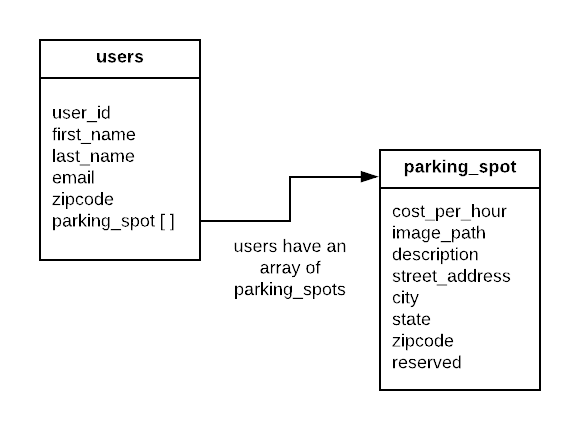 users
user_id
first_name
last_name
email
zipcode
parking_spot [ ]
users have an
array of
parking_spots
parking_spot
cost_per_hour
image_path
description
street_address
city
state
zipcode
reserved